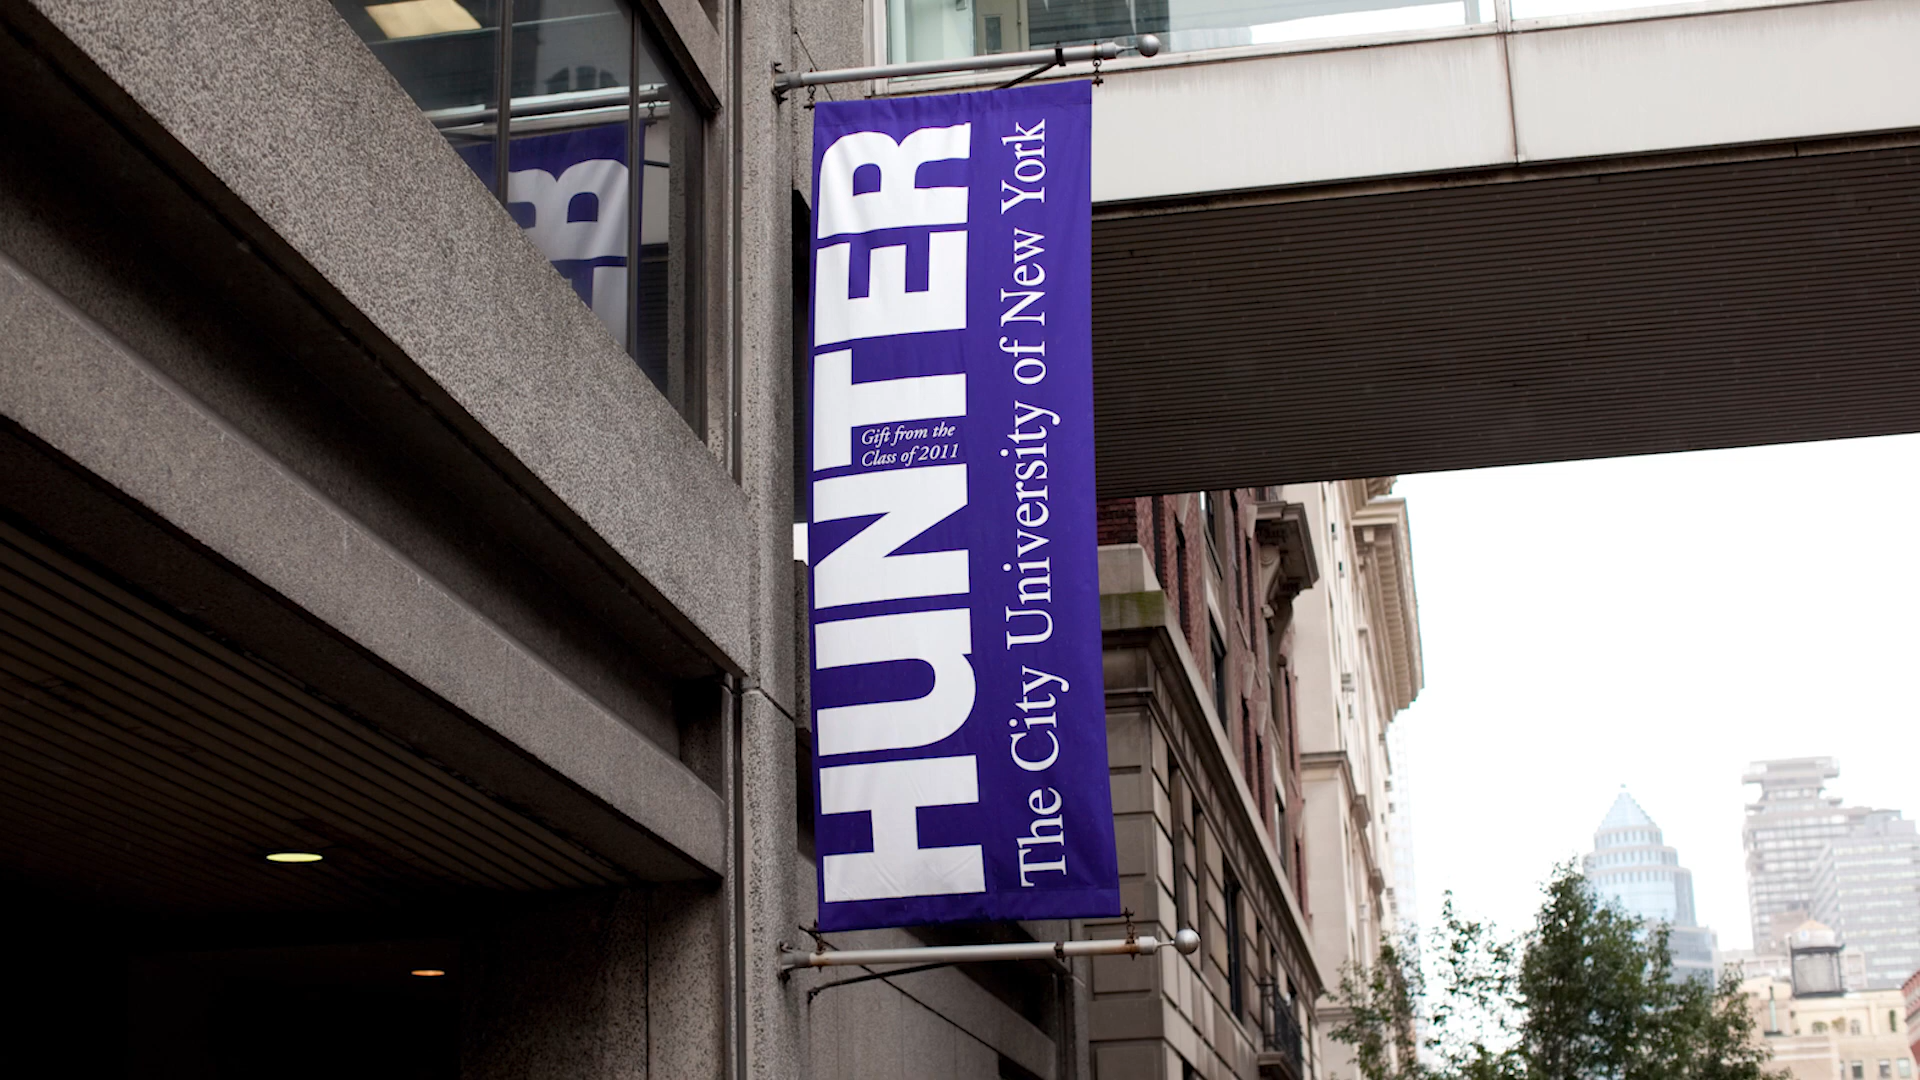 HUNTER
The City University of New York
Gift from the
Class of 2011